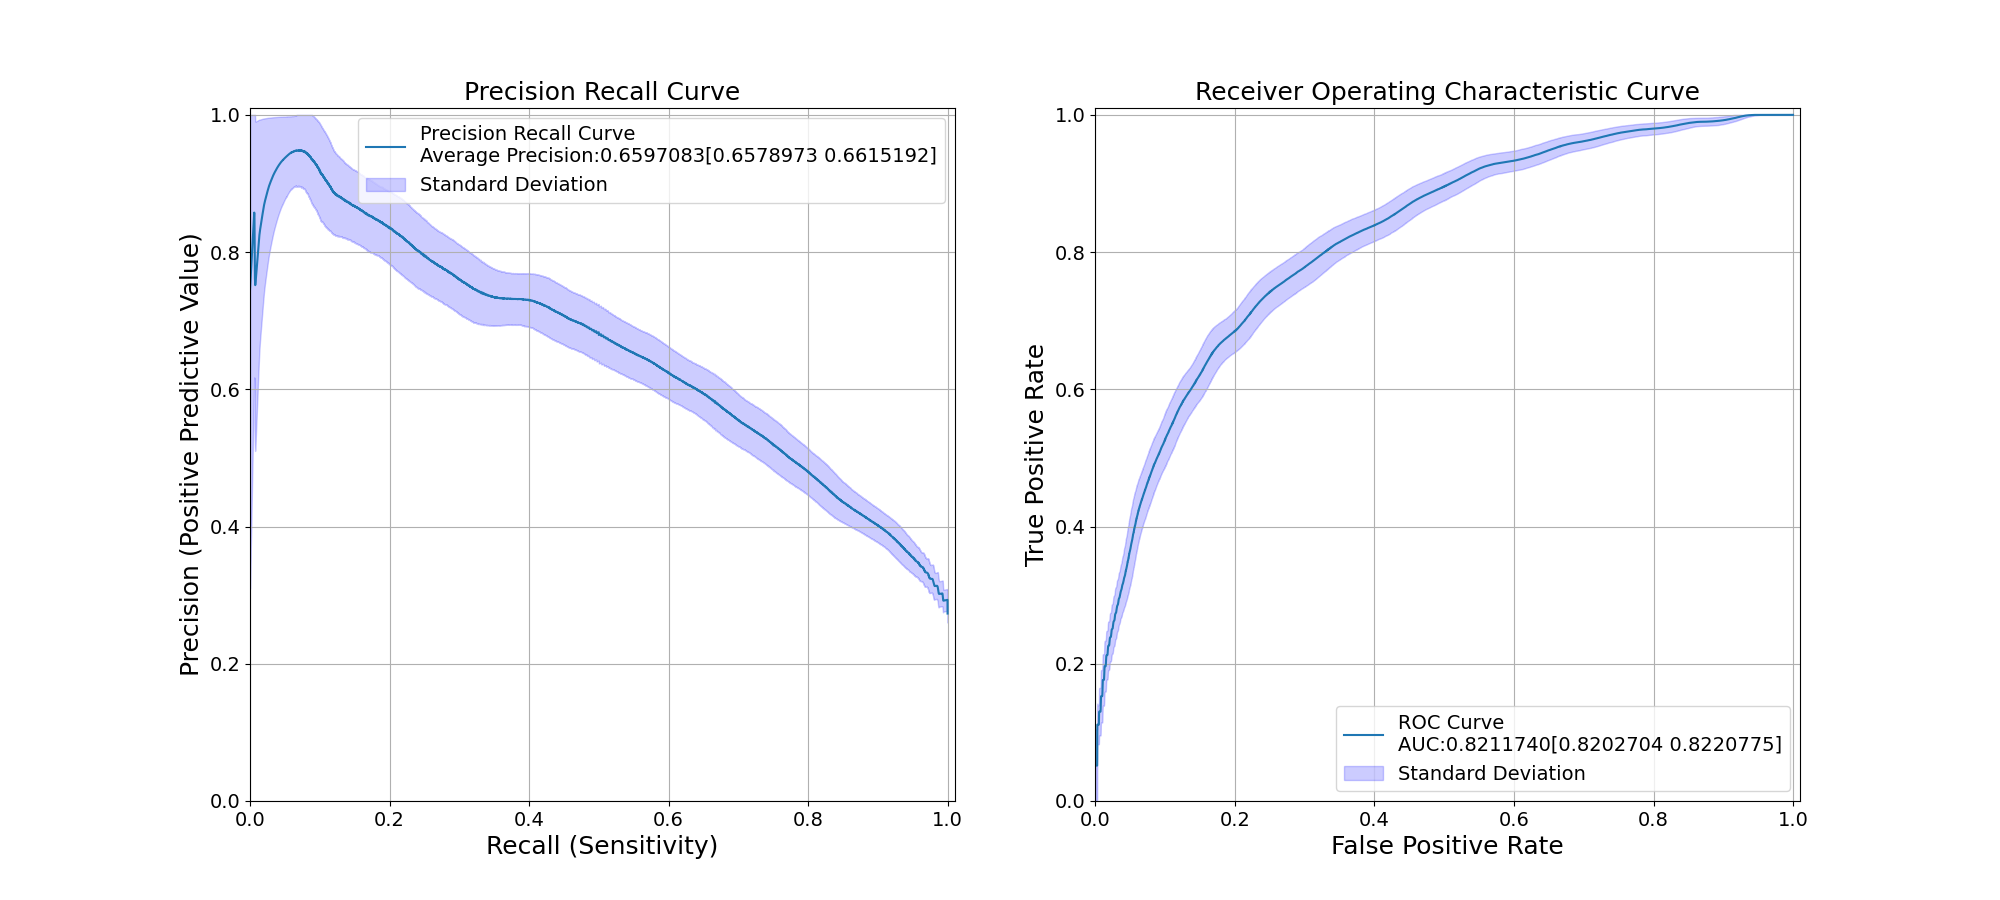 Precision Recall Curve
1.0
0.8
0.6
0.4
0.2
0.0
Precision (Positive Predictive Value)
Precision Recall Curve
Average Precision:0.6597083[0.6578973 0.6615192]
Standard Deviation
0.0 0.2 0.4 0.6 0.8 1.0
Recall (Sensitivity)
Receiver Operating Characteristic Curve
1.0
0.8
0.6
0.4
0.2
0.0
True Positive Rate
ROC Curve
AUC:0.8211740[0.8202704 0.8220775]
Standard Deviation
0.0 0.2 0.4 0.6 0.8 1.0
False Positive Rate